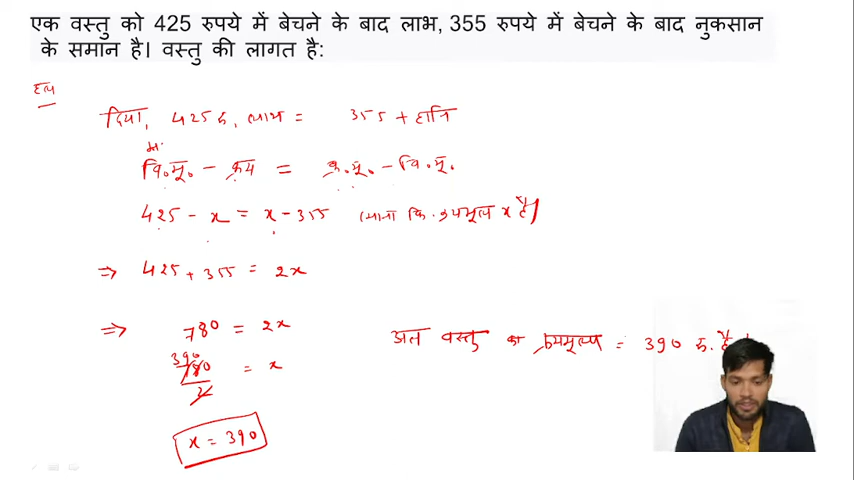 एक वस्तु को 425 रुपये में बेचने के बाद लाभ, 355 रुपये में बेचने के बाद नुकसान
के समान है। वस्तु की लागत है:
हल
दिया, 425 रु. लाभ = 355 + हानि
वि.मू. - क्रय = क्र.मू. - वि.मू.
425 - x = x - 355 (माना कि क्रयमूल्य x है)
⇒ 425 + 355 = 2x
⇒ 780 = 2x
390
780/2 = x
x = 390
अत वस्तु का क्रयमूल्य = 390 रु. है